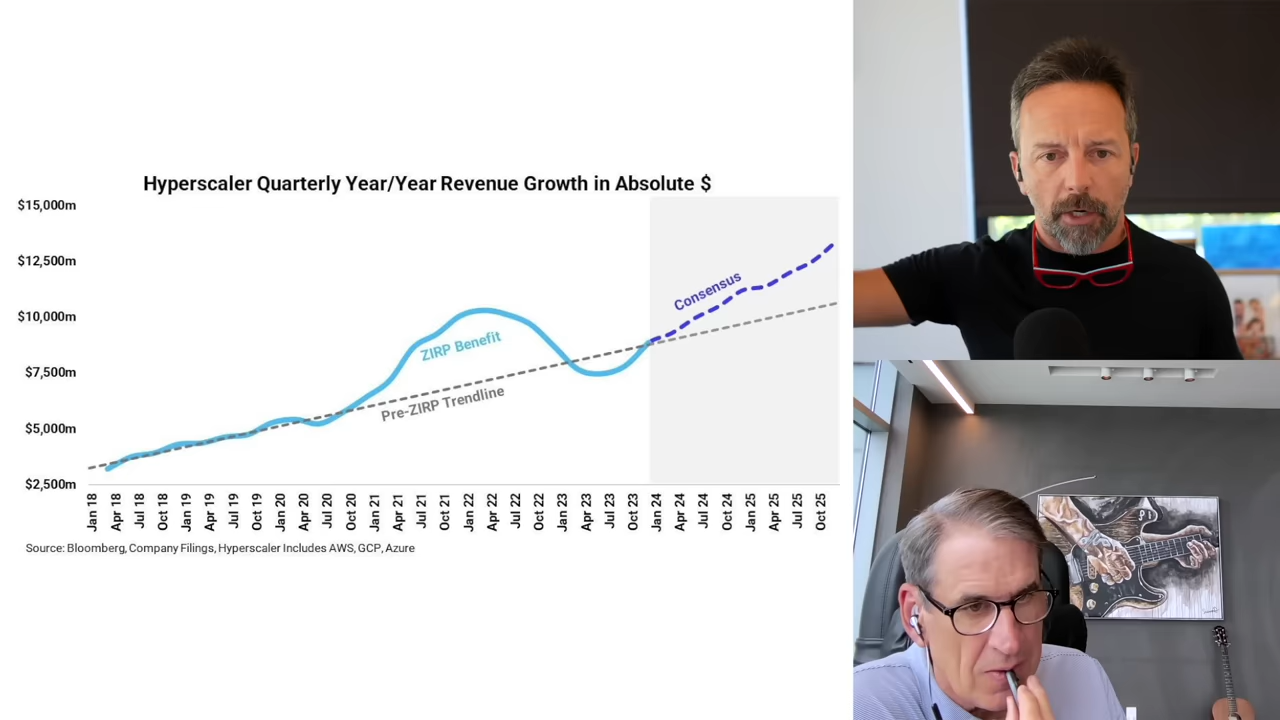 Hyperscaler Quarterly Year/Year Revenue Growth in Absolute $
$15,000m
$12,500m
$10,000m
$7,500m
$5,000m
$2,500m
Consensus
ZIRP Benefit
Pre-ZIRP Trendline
Jan 18
Apr 18
Jul 18
Oct 18
Jan 19
Apr 19
Jul 19
Oct 19
Jan 20
Apr 20
Jul 20
Oct 20
Jan 21
Apr 21
Jul 21
Oct 21
Jan 22
Apr 22
Jul 22
Oct 22
Jan 23
Apr 23
Jul 23
Oct 23
Jan 24
Apr 24
Jul 24
Oct 24
Jan 25
Apr 25
Jul 25
Oct 25
Source: Bloomberg, Company Filings, Hyperscaler Includes AWS, GCP, Azure